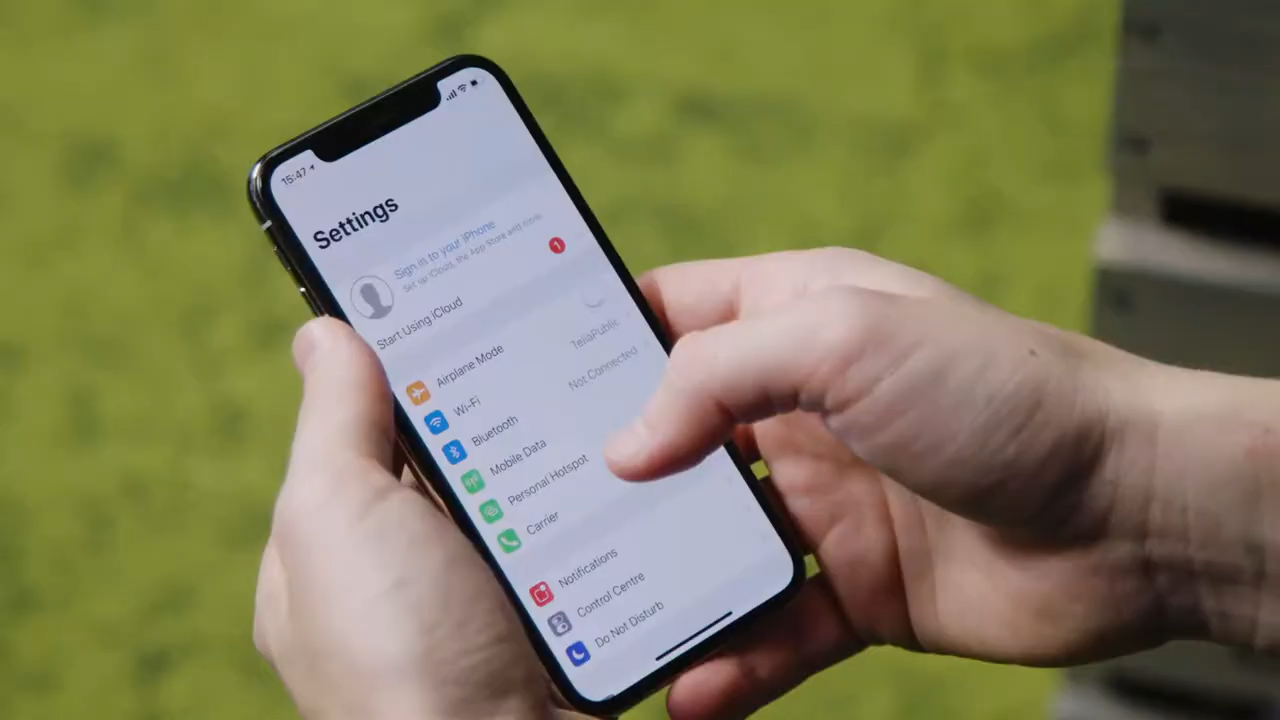 15:47
Settings
Sign in to your iPhone
Set up iCloud, the App Store and more.
Start Using iCloud
1
Airplane Mode
Wi-Fi TeliaPublic
Bluetooth Not Connected
Mobile Data
Personal Hotspot
Carrier
Notifications
Control Centre
Do Not Disturb